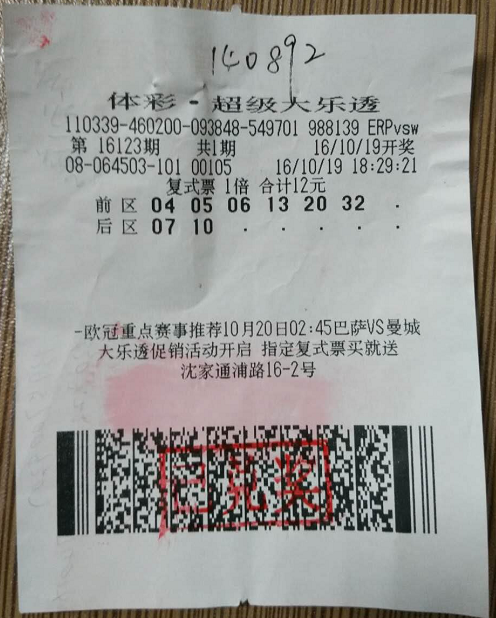 140892
体彩·超级大乐透
110339-460200-093848-549701 988139 ERPvsw
第 16123期 共1期 16/10/19开奖
08-064503-101 00105 16/10/19 18:29:21
复式票 1倍 合计12元
前区 04 05 06 13 20 32 .
后区 07 10 . . . . .
-欧冠重点赛事推荐10月20日02:45巴萨VS曼城
大乐透促销活动开启 指定复式票买就送
沈家通浦路16-2号
已兑奖